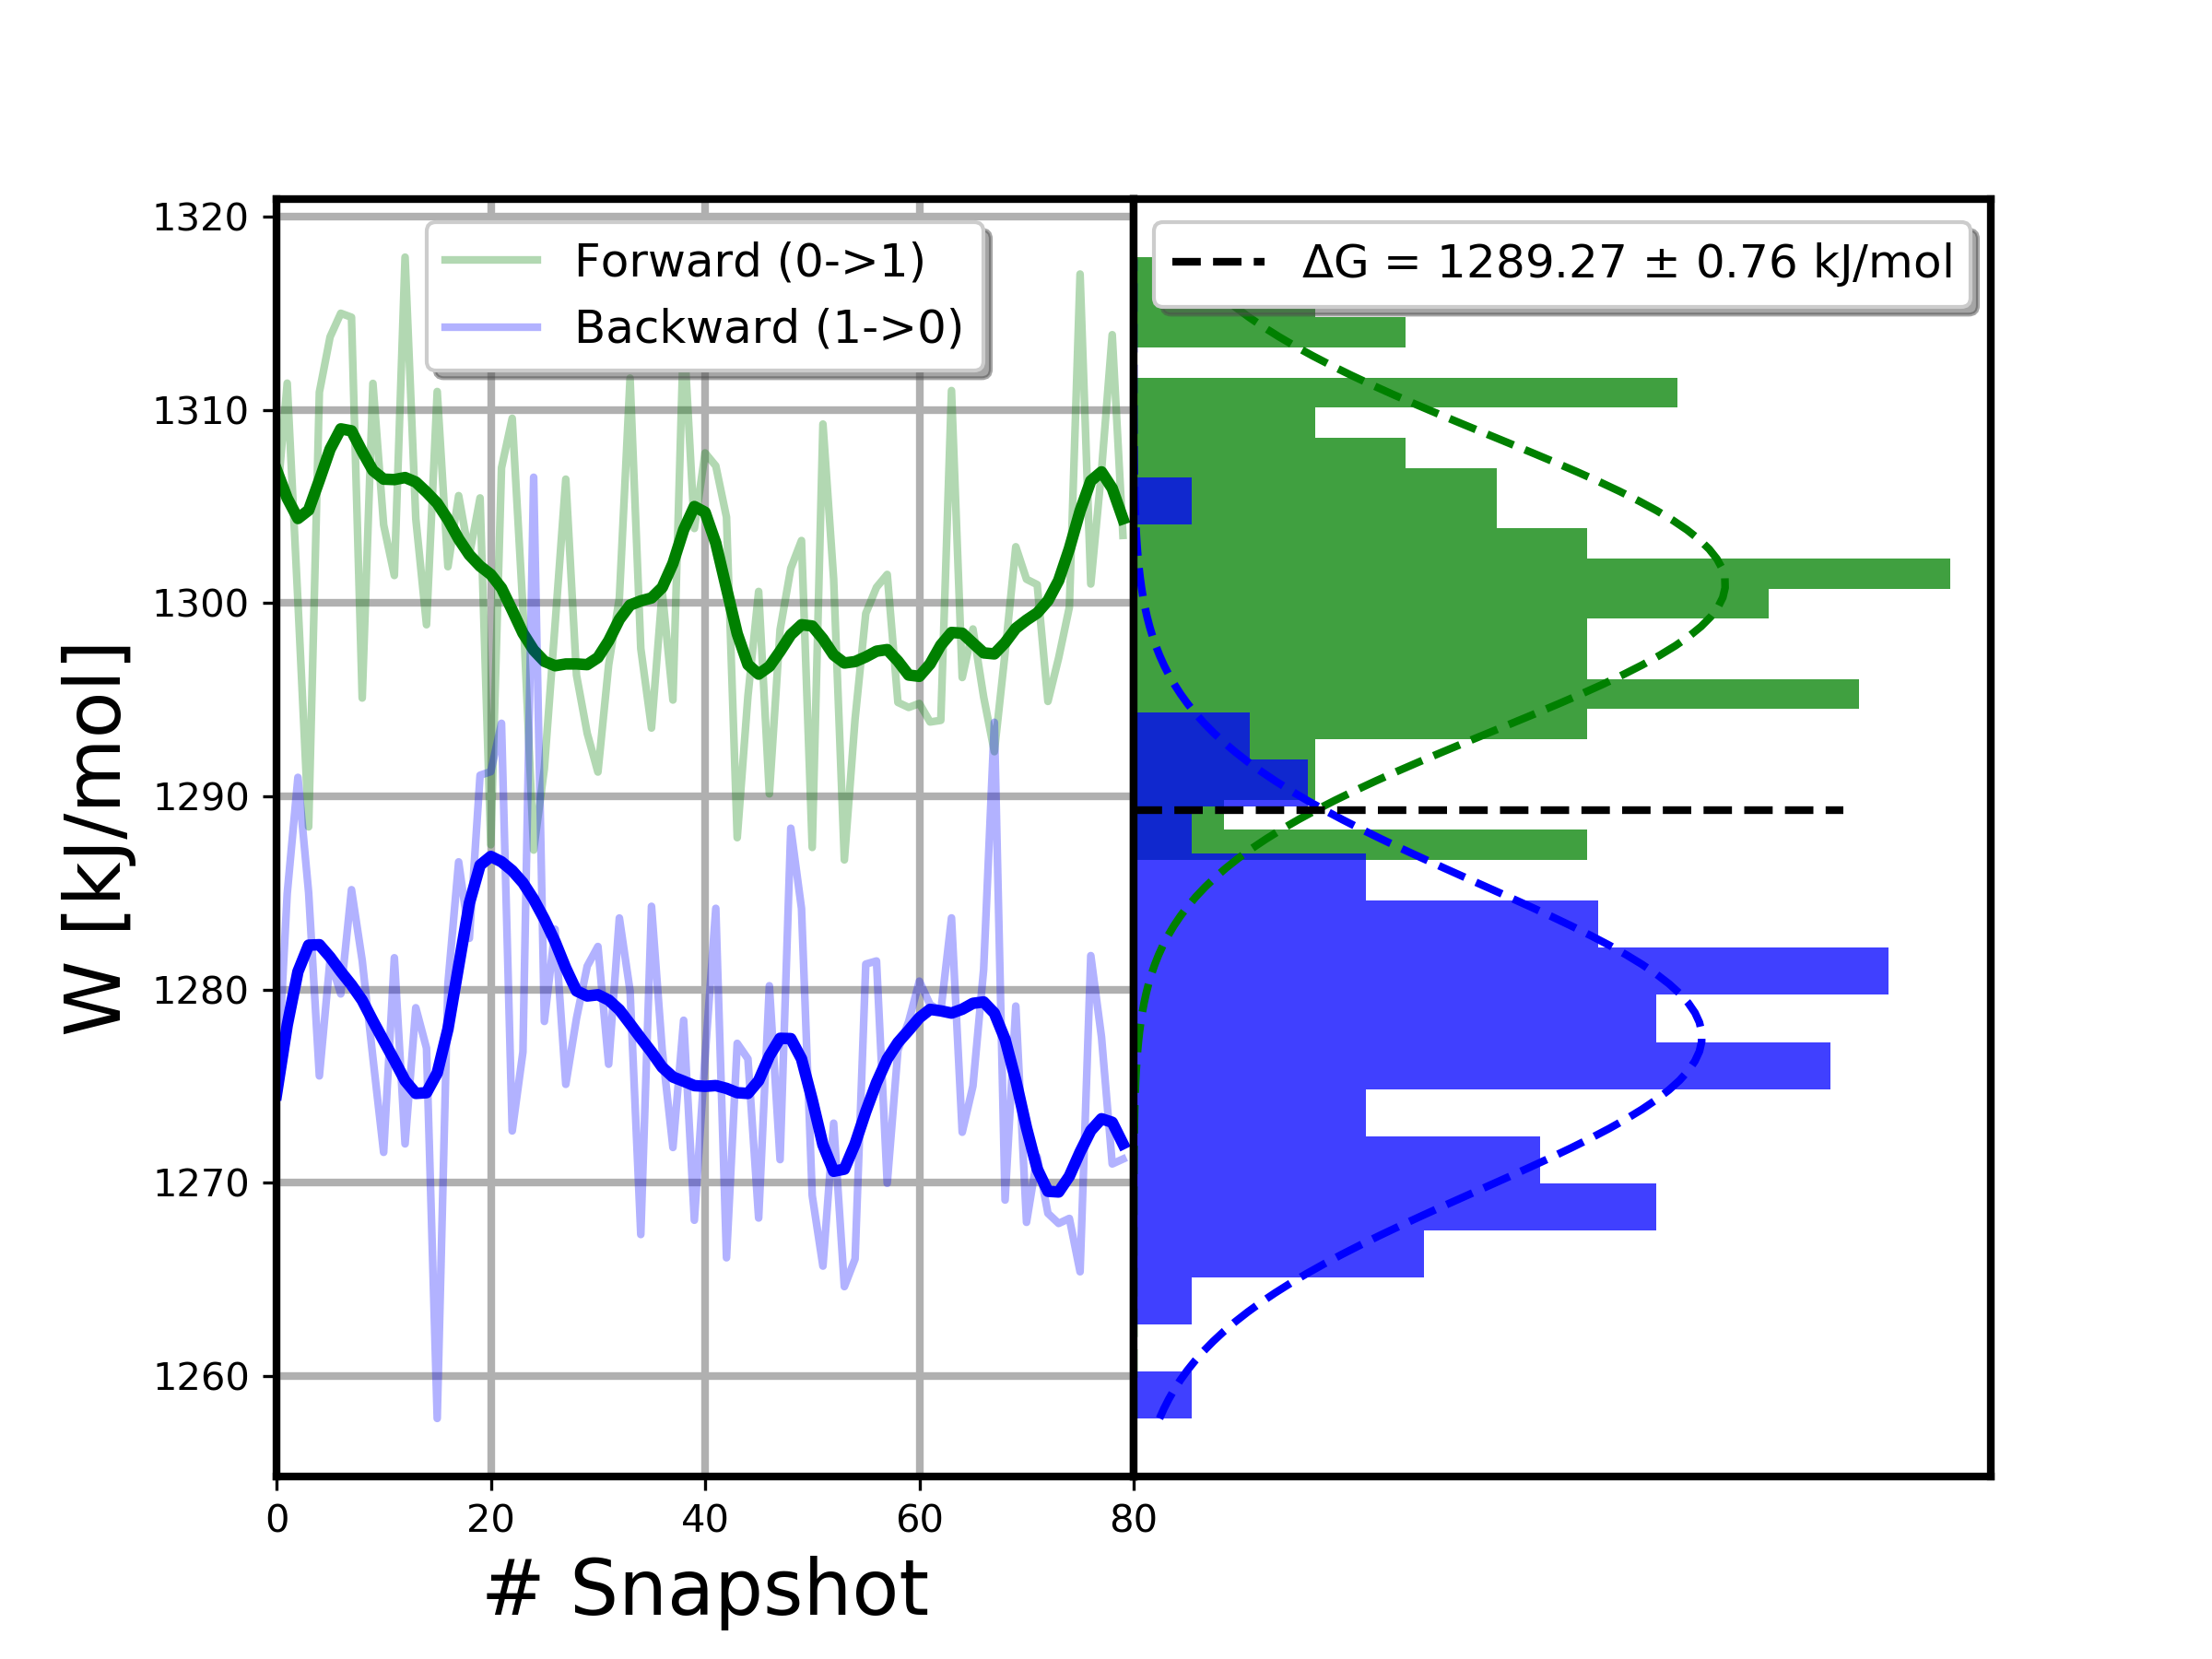 1320
1310
1300
1290
1280
1270
1260
W [kJ/mol]
Forward (0->1)
Backward (1->0)
ΔG = 1289.27 ± 0.76 kJ/mol
0 20 40 60 80
# Snapshot